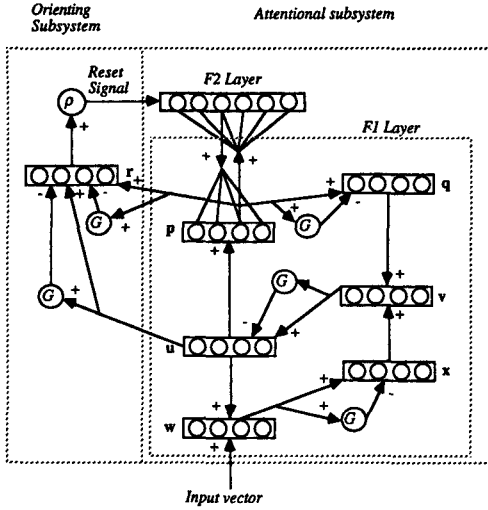 Orienting
Subsystem
Attentional subsystem
Reset
Signal
F2 Layer
ρ
F1 Layer
+
+ +
- + + - r + + q
G + + G -
p +
+
G v
G + - + +
u
+ x
+ + -
w G
+
Input vector